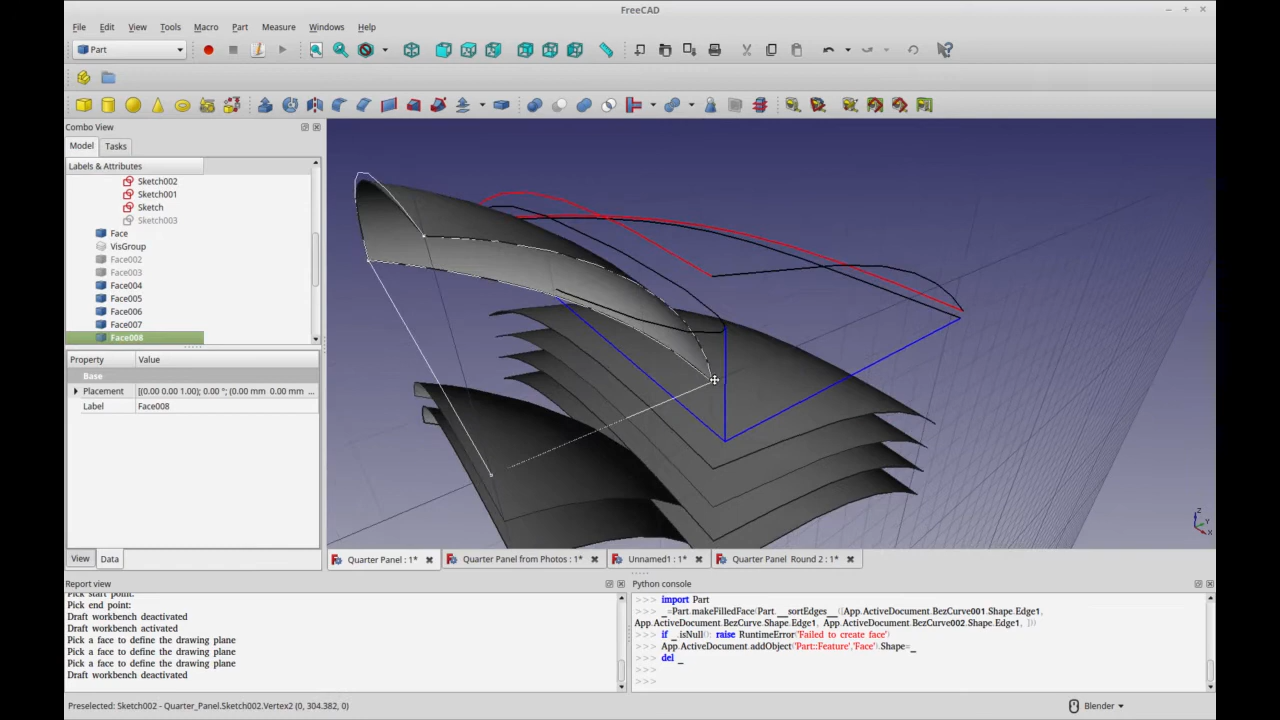 FreeCAD
File Edit View Tools Macro Part Measure Windows Help
Part
Combo View
Model Tasks
Labels & Attributes
Sketch002
Sketch001
Sketch
Sketch003
Face
VisGroup
Face002
Face003
Face004
Face005
Face006
Face007
Face008
Property Value
Base
Placement [(0.00 0.00 1.00); 0.00 °; (0.00 mm 0.00 mm ...
Label Face008
View Data
Quarter Panel : 1* Quarter Panel from Photos : 1* Unnamed1 : 1* Quarter Panel Round 2 : 1*
Report view
Pick start point:
Pick end point:
Draft workbench deactivated
Draft workbench activated
Pick a face to define the drawing plane
Pick a face to define the drawing plane
Pick a face to define the drawing plane
Draft workbench deactivated
Python console
>>> import Part
>>> _=Part.makeFilledFace(Part.__sortEdges__([App.ActiveDocument.BezCurve001.Shape.Edge1,
App.ActiveDocument.BezCurve.Shape.Edge1, App.ActiveDocument.BezCurve002.Shape.Edge1, ]))
>>> if _.isNull(): raise RuntimeError('Failed to create face')
>>> App.ActiveDocument.addObject('Part::Feature','Face').Shape=_
>>> del _
>>>
>>>
Z
Y
X
Preselected: Sketch002 - Quarter_Panel.Sketch002.Vertex2 (0, 304.382, 0)
Blender